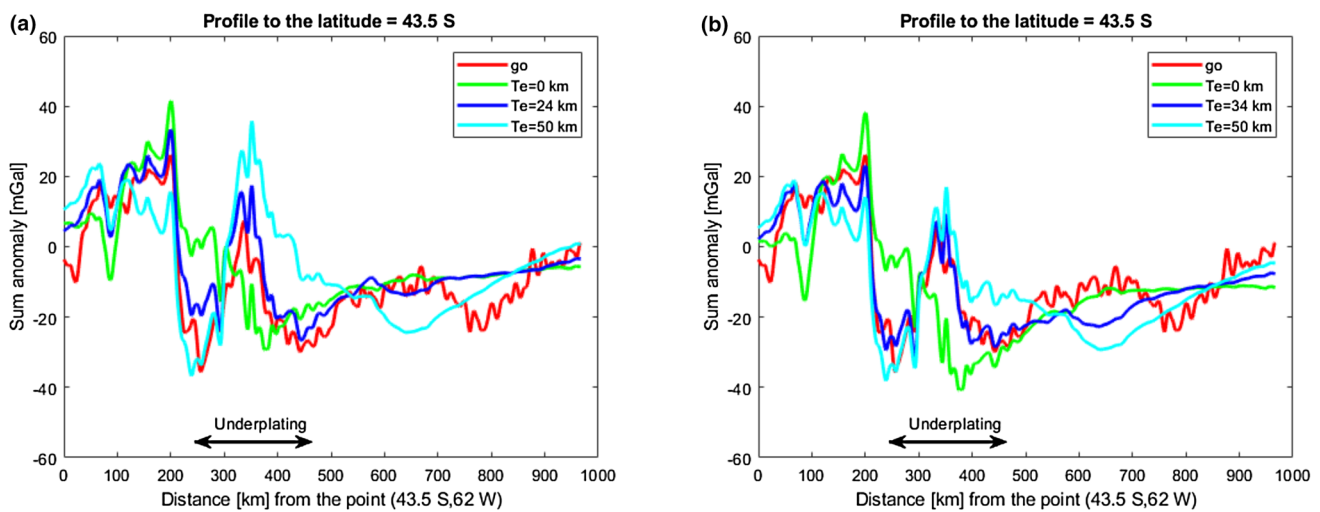 (a)
Profile to the latitude = 43.5 S
60
40
20
0
-20
-40
-60
Sum anomaly [mGal]
go
Te=0 km
Te=24 km
Te=50 km
Underplating
0 100 200 300 400 500 600 700 800 900 1000
Distance [km] from the point (43.5 S,62 W)
(b)
Profile to the latitude = 43.5 S
60
40
20
0
-20
-40
-60
Sum anomaly [mGal]
go
Te=0 km
Te=34 km
Te=50 km
Underplating
0 100 200 300 400 500 600 700 800 900 1000
Distance [km] from the point (43.5 S,62 W)